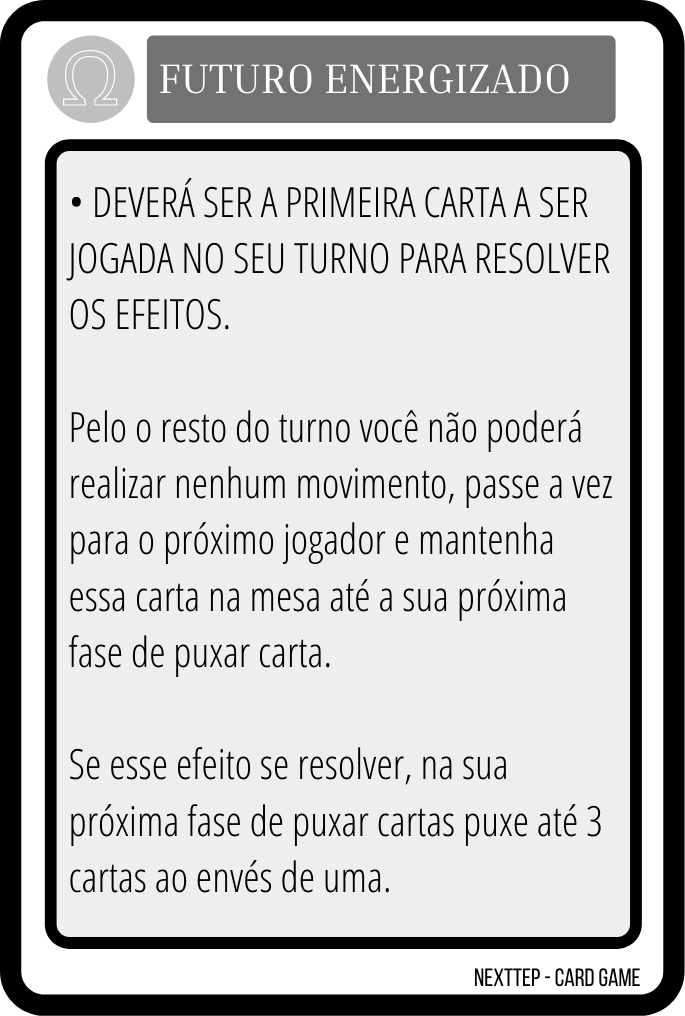 Ω FUTURO ENERGIZADO
• DEVERÁ SER A PRIMEIRA CARTA A SER
JOGADA NO SEU TURNO PARA RESOLVER
OS EFEITOS.
Pelo o resto do turno você não poderá
realizar nenhum movimento, passe a vez
para o próximo jogador e mantenha
essa carta na mesa até a sua próxima
fase de puxar carta.
Se esse efeito se resolver, na sua
próxima fase de puxar cartas puxe até 3
cartas ao envés de uma.
NEXTTEP - CARD GAME